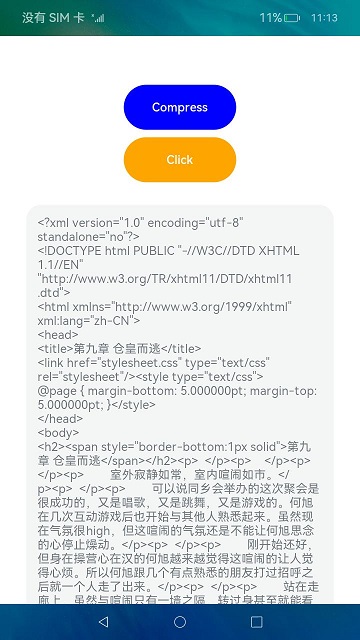 没有 SIM 卡
11%
11:13
Compress
Click
<?xml version="1.0" encoding="utf-8"
standalone="no"?>
<!DOCTYPE html PUBLIC "-//W3C//DTD XHTML
1.1//EN"
"http://www.w3.org/TR/xhtml11/DTD/xhtml11
.dtd">
<html xmlns="http://www.w3.org/1999/xhtml"
xml:lang="zh-CN">
<head>
<title>第九章 仓皇而逃</title>
<link href="stylesheet.css" type="text/css"
rel="stylesheet"/><style type="text/css">
@page { margin-bottom: 5.000000pt; margin-top:
5.000000pt; }</style>
</head>
<body>
<h2><span style="border-bottom:1px solid">第九
章 仓皇而逃</span></h2><p> </p><p> </p><p>
</p><p> 室外寂静如常，室内喧闹如市。</
p><p> </p><p> 可以说同乡会举办的这次聚会是
很成功的，又是唱歌，又是跳舞，又是游戏的。何旭
在几次互动游戏后也开始与其他人熟悉起来。虽然现
在气氛很high，但这喧闹的气氛还是不能让何旭思念
的心停止燥动。</p><p> </p><p> 刚开始还好，
但身在操营心在汉的何旭越来越觉得这喧闹的让人觉
得心烦。所以何旭跟几个有点熟悉的朋友打过招呼之
后就一个人走了出来。</p><p> </p><p> 站在走
廊上，虽然与喧闹只有一墙之隔，转过身甚至就能看